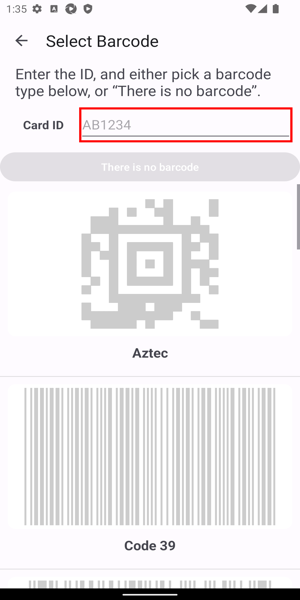 1:35
Select Barcode
Enter the ID, and either pick a barcode
type below, or “There is no barcode”.
Card ID
AB1234
There is no barcode
Aztec
Code 39